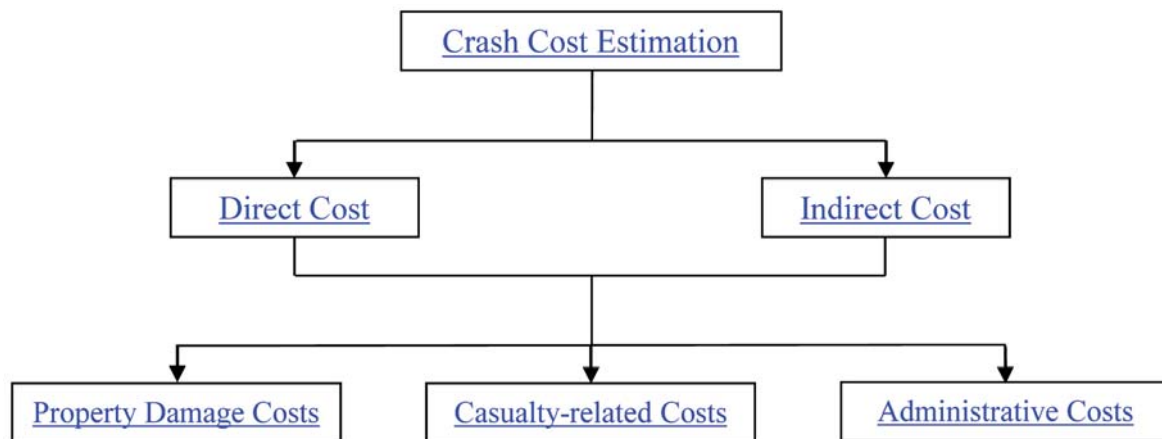 Crash Cost Estimation
Direct Cost
Indirect Cost
Property Damage Costs
Casualty-related Costs
Administrative Costs